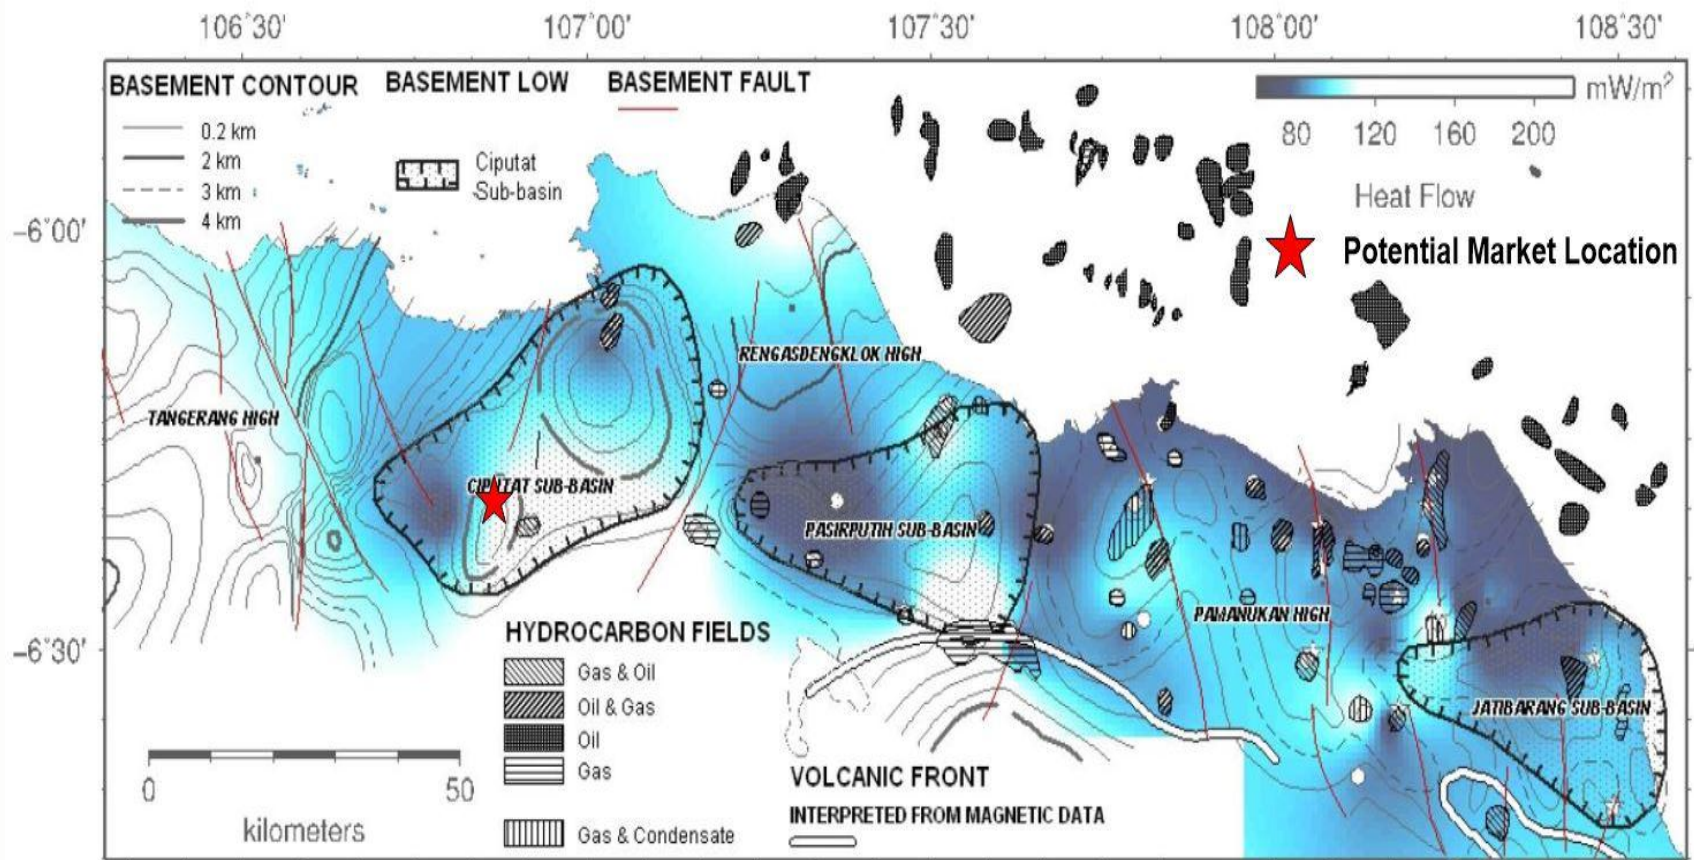 106°30'
107°00'
107°30'
108°00'
108°30'
BASEMENT CONTOUR
BASEMENT LOW
BASEMENT FAULT
mW/m²
0.2 km
2 km
3 km
4 km
Ciputat
Sub-basin
80 120 160 200
Heat Flow
-6°00'
Potential Market Location
RENGASDENGKLOK HIGH
TANGERANG HIGH
CIPUTAT SUB-BASIN
PASIRPUTIH SUB-BASIN
PAMANUKAN HIGH
-6°30'
JATIBARANG SUB-BASIN
HYDROCARBON FIELDS
Gas & Oil
Oil & Gas
Oil
Gas
Gas & Condensate
0 50
kilometers
VOLCANIC FRONT
INTERPRETED FROM MAGNETIC DATA